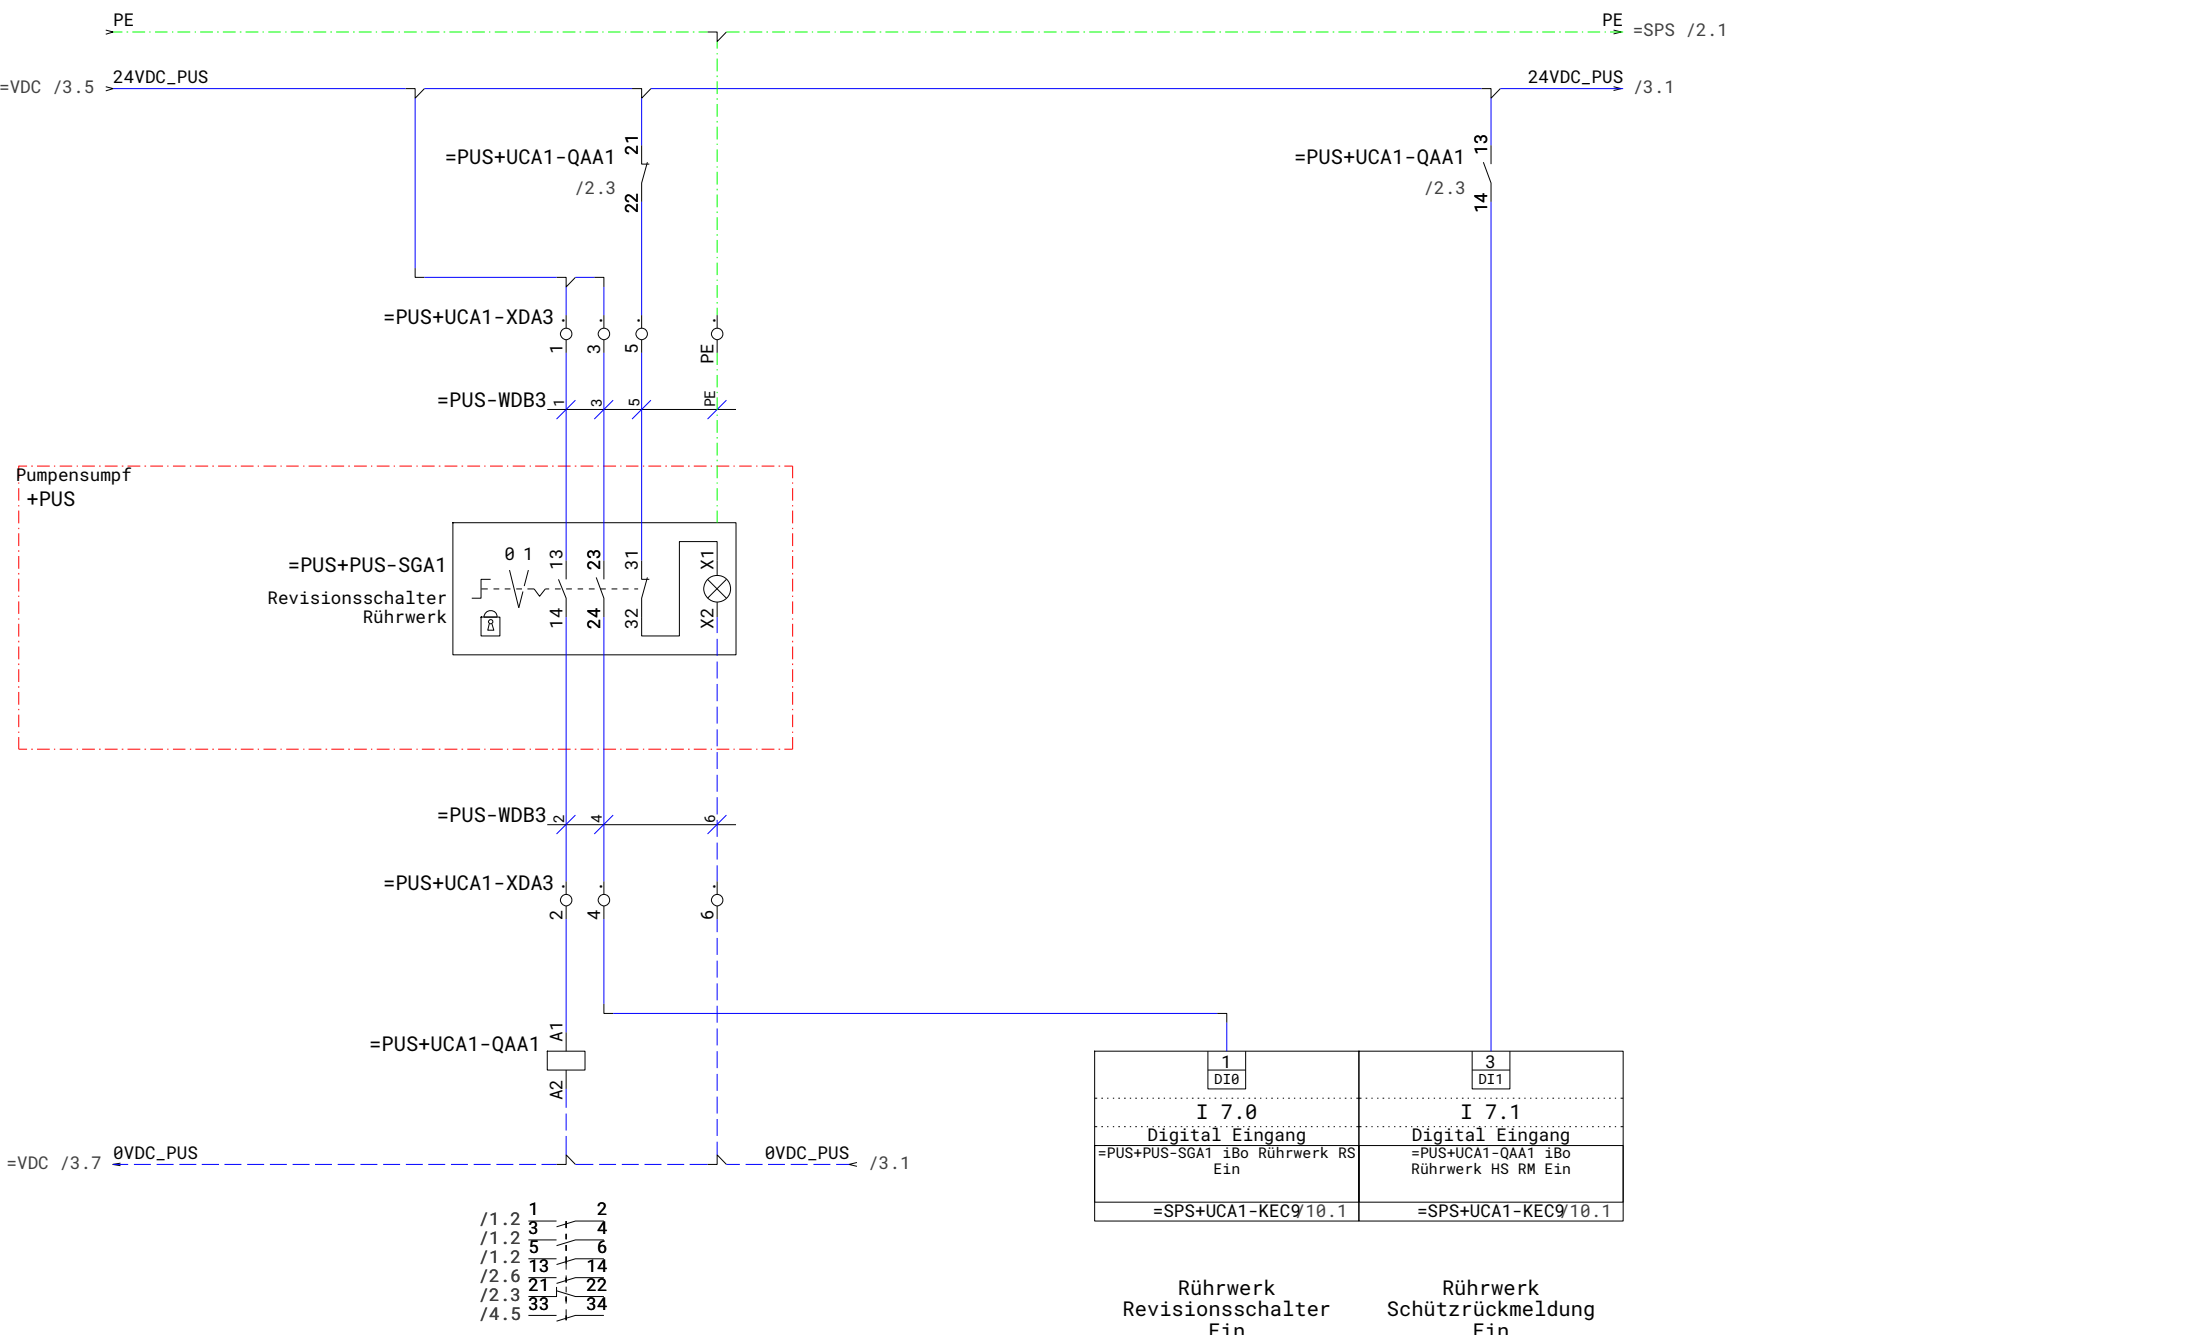 PE
PE
=SPS /2.1
24VDC_PUS
=VDC /3.5
24VDC_PUS
/3.1
=PUS+UCA1-QAA1
/2.3
21
22
=PUS+UCA1-QAA1
/2.3
13
14
=PUS+UCA1-XDA3
1
3
5
PE
=PUS-WDB3
1
3
5
PE
Pumpensumpf
+PUS
=PUS+PUS-SGA1
Revisionsschalter
Rührwerk
0 1
13
23
31
X1
14
24
32
X2
=PUS-WDB3
2
4
6
=PUS+UCA1-XDA3
2
4
6
=PUS+UCA1-QAA1
A1
A2
=VDC /3.7
0VDC_PUS
0VDC_PUS
/3.1
1
DI0
I 7.0
Digital Eingang
=PUS+PUS-SGA1 iBo Rührwerk RS
Ein
=SPS+UCA1-KEC9/10.1
3
DI1
I 7.1
Digital Eingang
=PUS+UCA1-QAA1 iBo
Rührwerk HS RM Ein
=SPS+UCA1-KEC9/10.1
/1.2 1 2
/1.2 3 4
/1.2 5 6
/2.6 13 14
/2.3 21 22
/4.5 33 34
Rührwerk
Revisionsschalter
Ein
Rührwerk
Schützrückmeldung
Ein